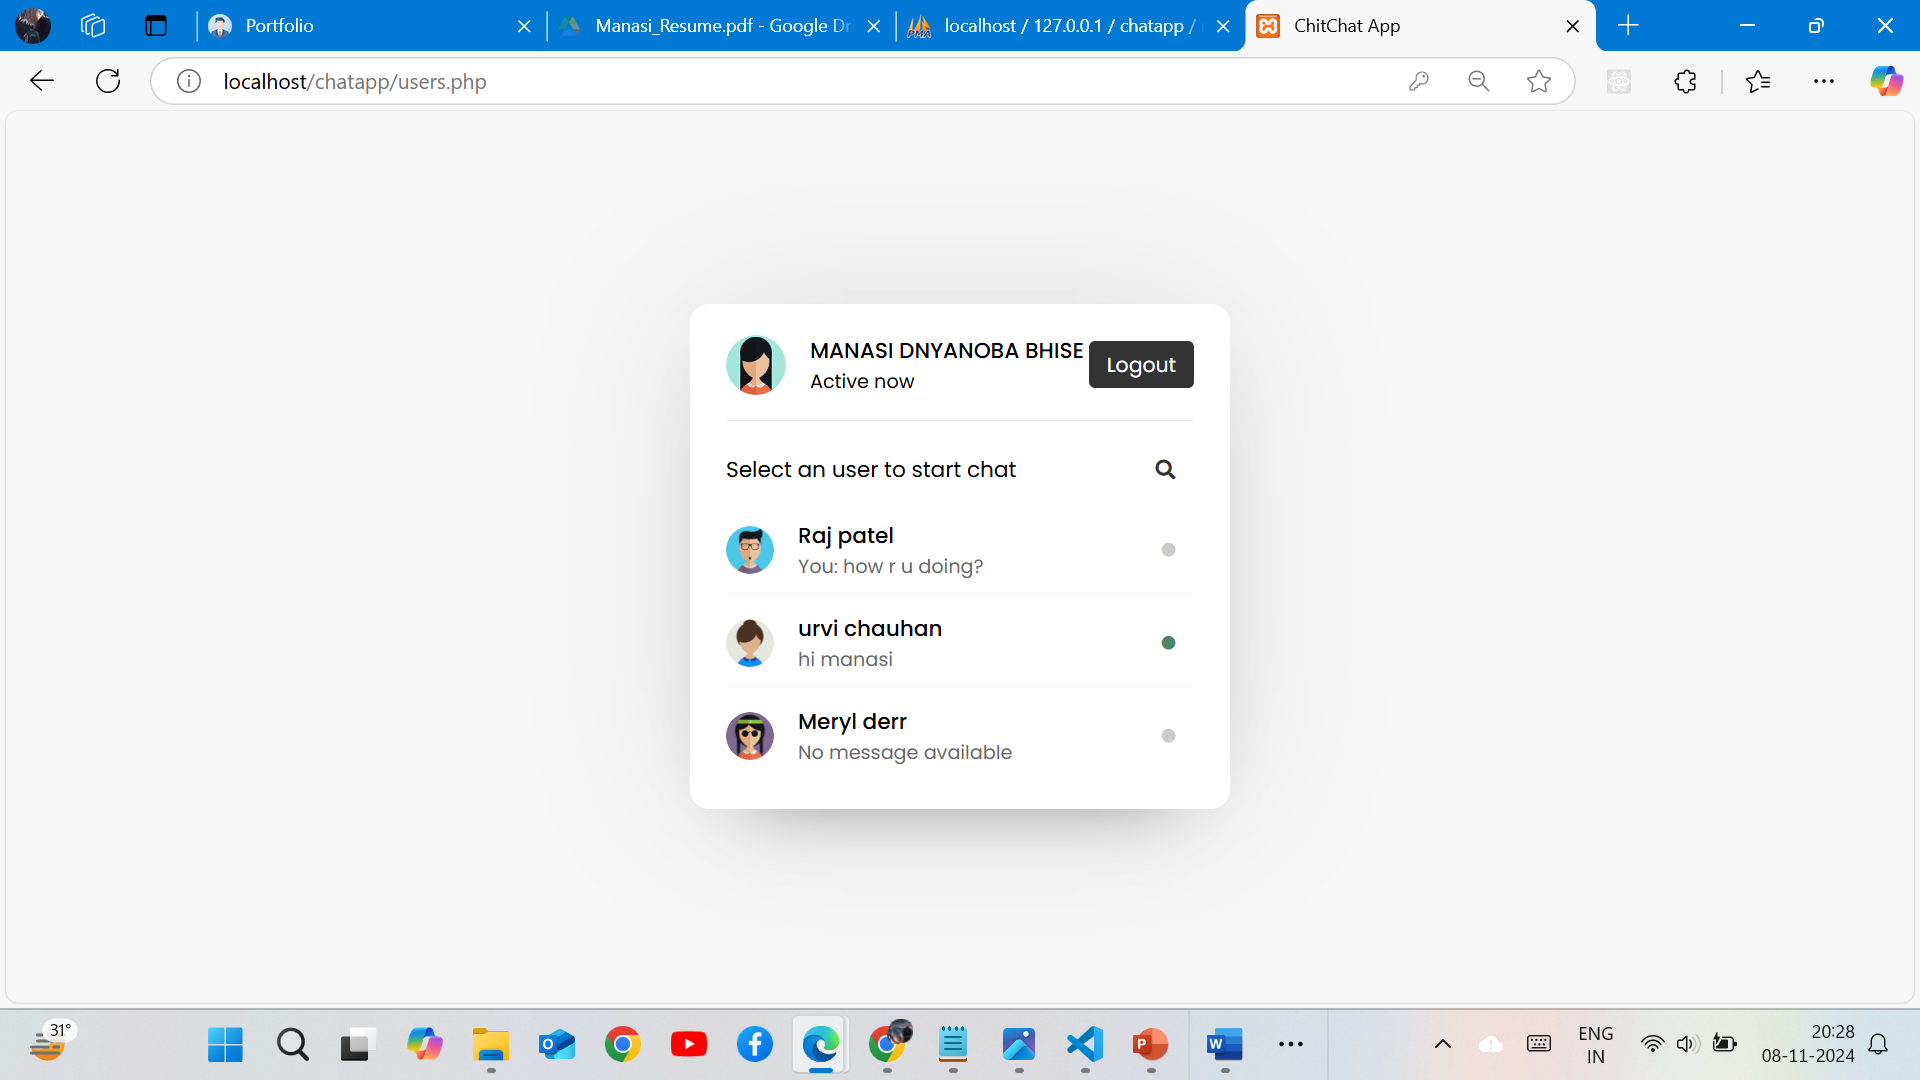 Portfolio
Manasi_Resume.pdf - Google Dr
localhost / 127.0.0.1 / chatapp /
ChitChat App
localhost/chatapp/users.php
MANASI DNYANOBA BHISE
Active now
Logout
Select an user to start chat
Raj patel
You: how r u doing?
urvi chauhan
hi manasi
Meryl derr
No message available
31°
ENG
IN
20:28
08-11-2024